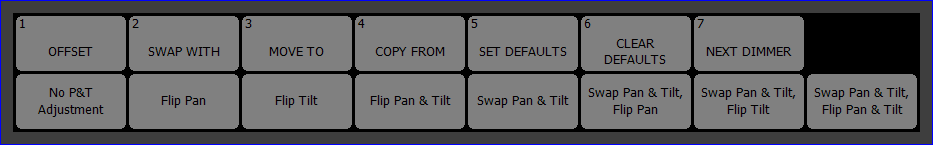 1
OFFSET
2
SWAP WITH
3
MOVE TO
4
COPY FROM
5
SET DEFAULTS
6
CLEAR
DEFAULTS
7
NEXT DIMMER
No P&T
Adjustment
Flip Pan
Flip Tilt
Flip Pan & Tilt
Swap Pan & Tilt
Swap Pan & Tilt,
Flip Pan
Swap Pan & Tilt,
Flip Tilt
Swap Pan & Tilt,
Flip Pan & Tilt